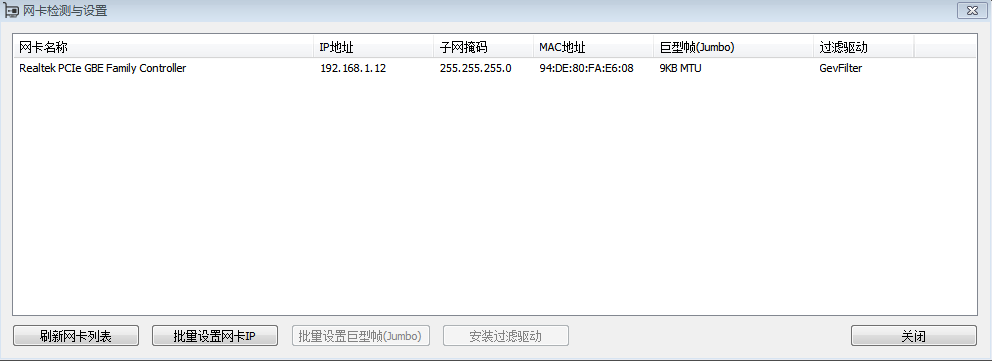 网卡检测与设置
网卡名称 IP地址 子网掩码 MAC地址 巨型帧(Jumbo) 过滤驱动
Realtek PCIe GBE Family Controller 192.168.1.12 255.255.255.0 94:DE:80:FA:E6:08 9KB MTU GevFilter
刷新网卡列表 批量设置网卡IP 批量设置巨型帧(Jumbo) 安装过滤驱动 关闭